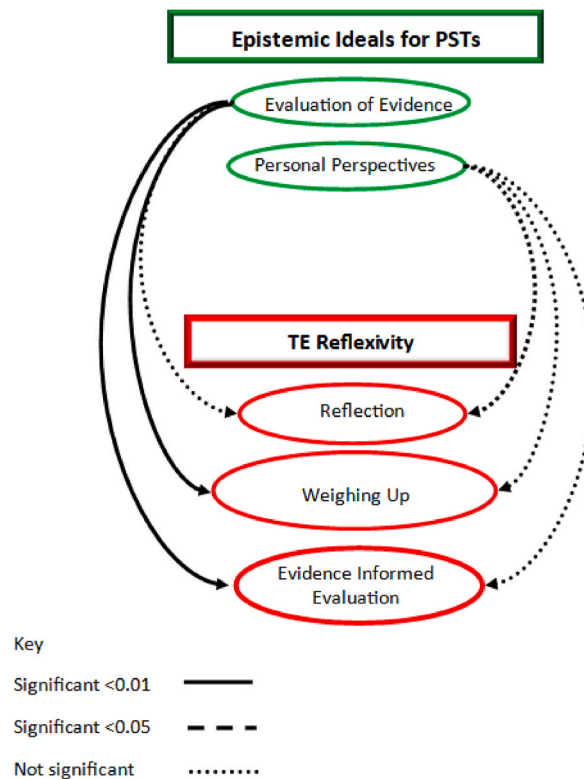 Epistemic Ideals for PSTs
Evaluation of Evidence
Personal Perspectives
TE Reflexivity
Reflection
Weighing Up
Evidence Informed
Evaluation
Key
Significant <0.01
Significant <0.05
Not significant